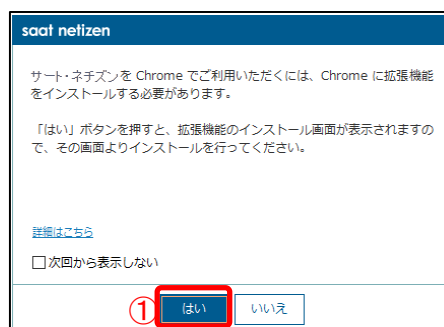 saat netizen
サート・ネチズンを Chrome でご利用いただくには、Chrome に拡張機能
をインストールする必要があります。
「はい」ボタンを押すと、拡張機能のインストール画面が表示されますの
で、その画面よりインストールを行ってください。
詳細はこちら
次回から表示しない
① はい いいえ